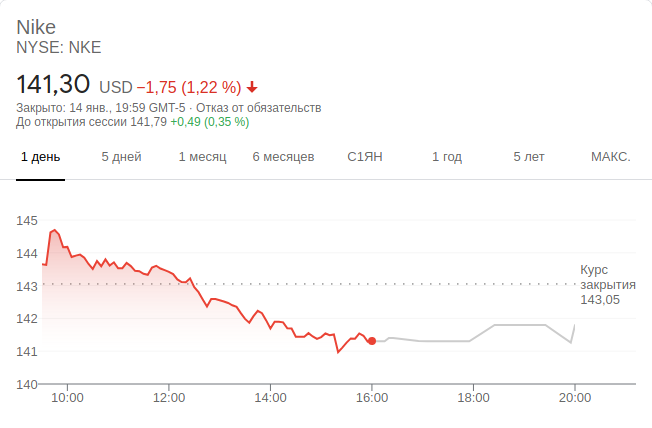 Nike
NYSE: NKE
141,30 USD −1,75 (1,22 %)
Закрыто: 14 янв., 19:59 GMT-5 · Отказ от обязательств
До открытия сессии 141,79 +0,49 (0,35 %)
1 день 5 дней 1 месяц 6 месяцев С1ЯН 1 год 5 лет МАКС.
145
144
143
142
141
140
Курс
закрытия
143,05
10:00 12:00 14:00 16:00 18:00 20:00